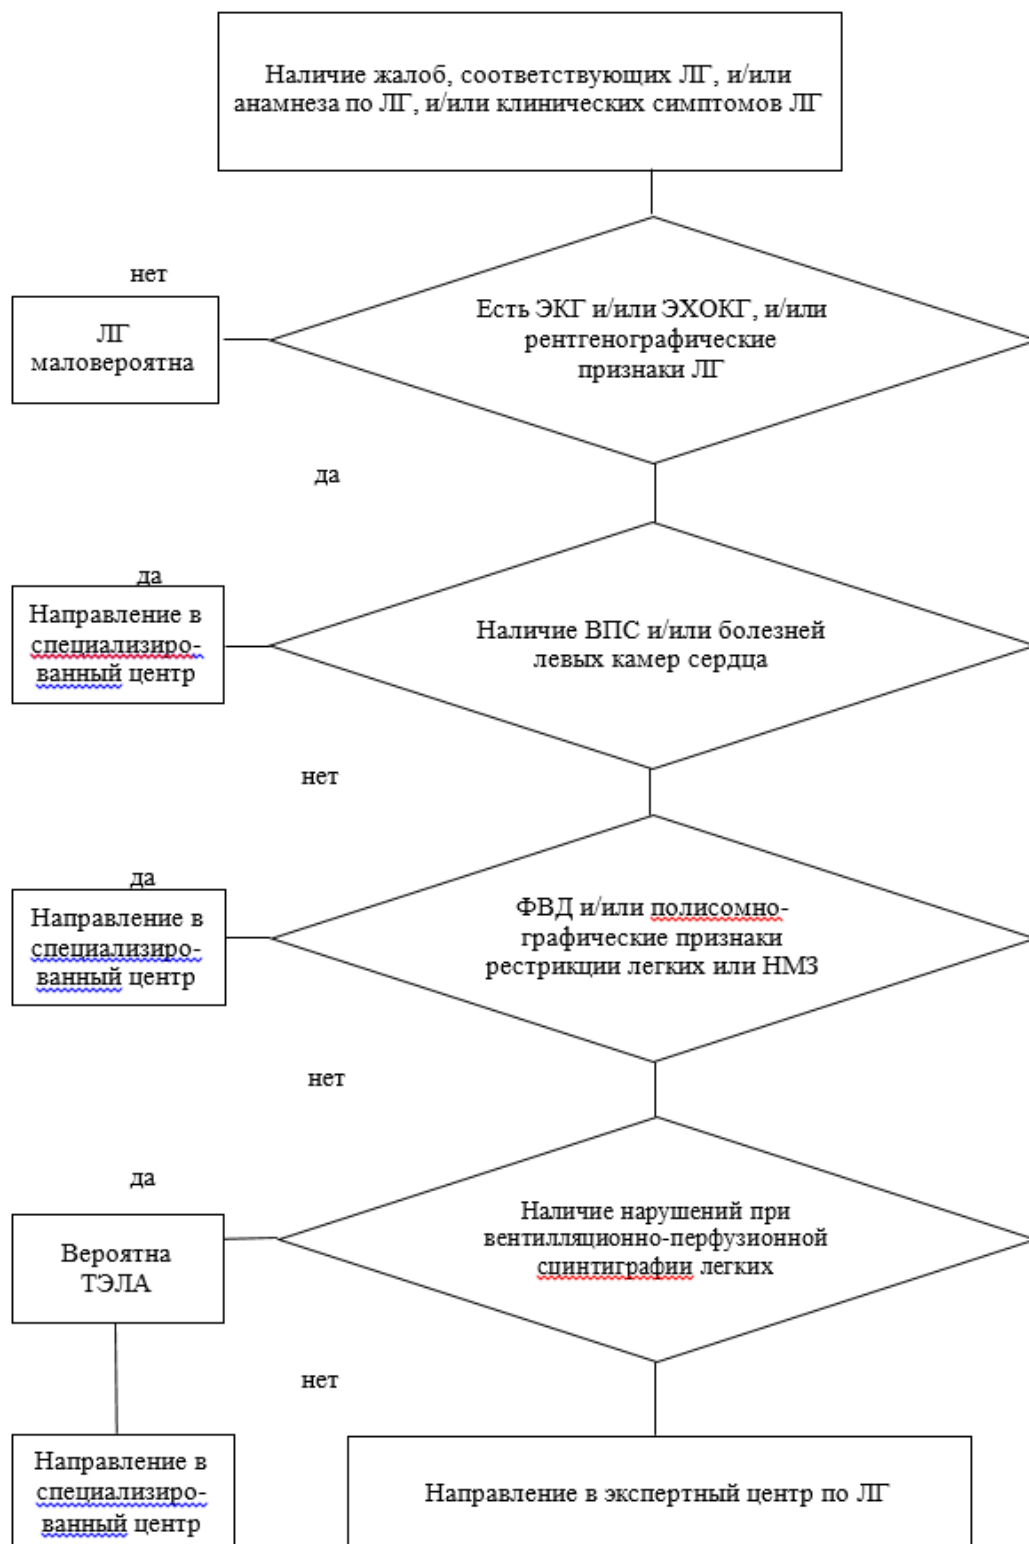 Наличие жалоб, соответствующих ЛГ, и/или
анамнеза по ЛГ, и/или клинических симптомов ЛГ
нет
ЛГ
маловероятна
Есть ЭКГ и/или ЭХОКГ, и/или
рентгенографические
признаки ЛГ
да
да
Направление в
специализиро-
ванный центр
Наличие ВПС и/или болезней
левых камер сердца
нет
да
Направление в
специализиро-
ванный центр
ФВД и/или полисомно-
графические признаки
рестрикции легких или НМЗ
нет
да
Вероятна
ТЭЛА
Наличие нарушений при
вентилляционно-перфузионной
сцинтиграфии легких
нет
Направление в
специализиро-
ванный центр
Направление в экспертный центр по ЛГ